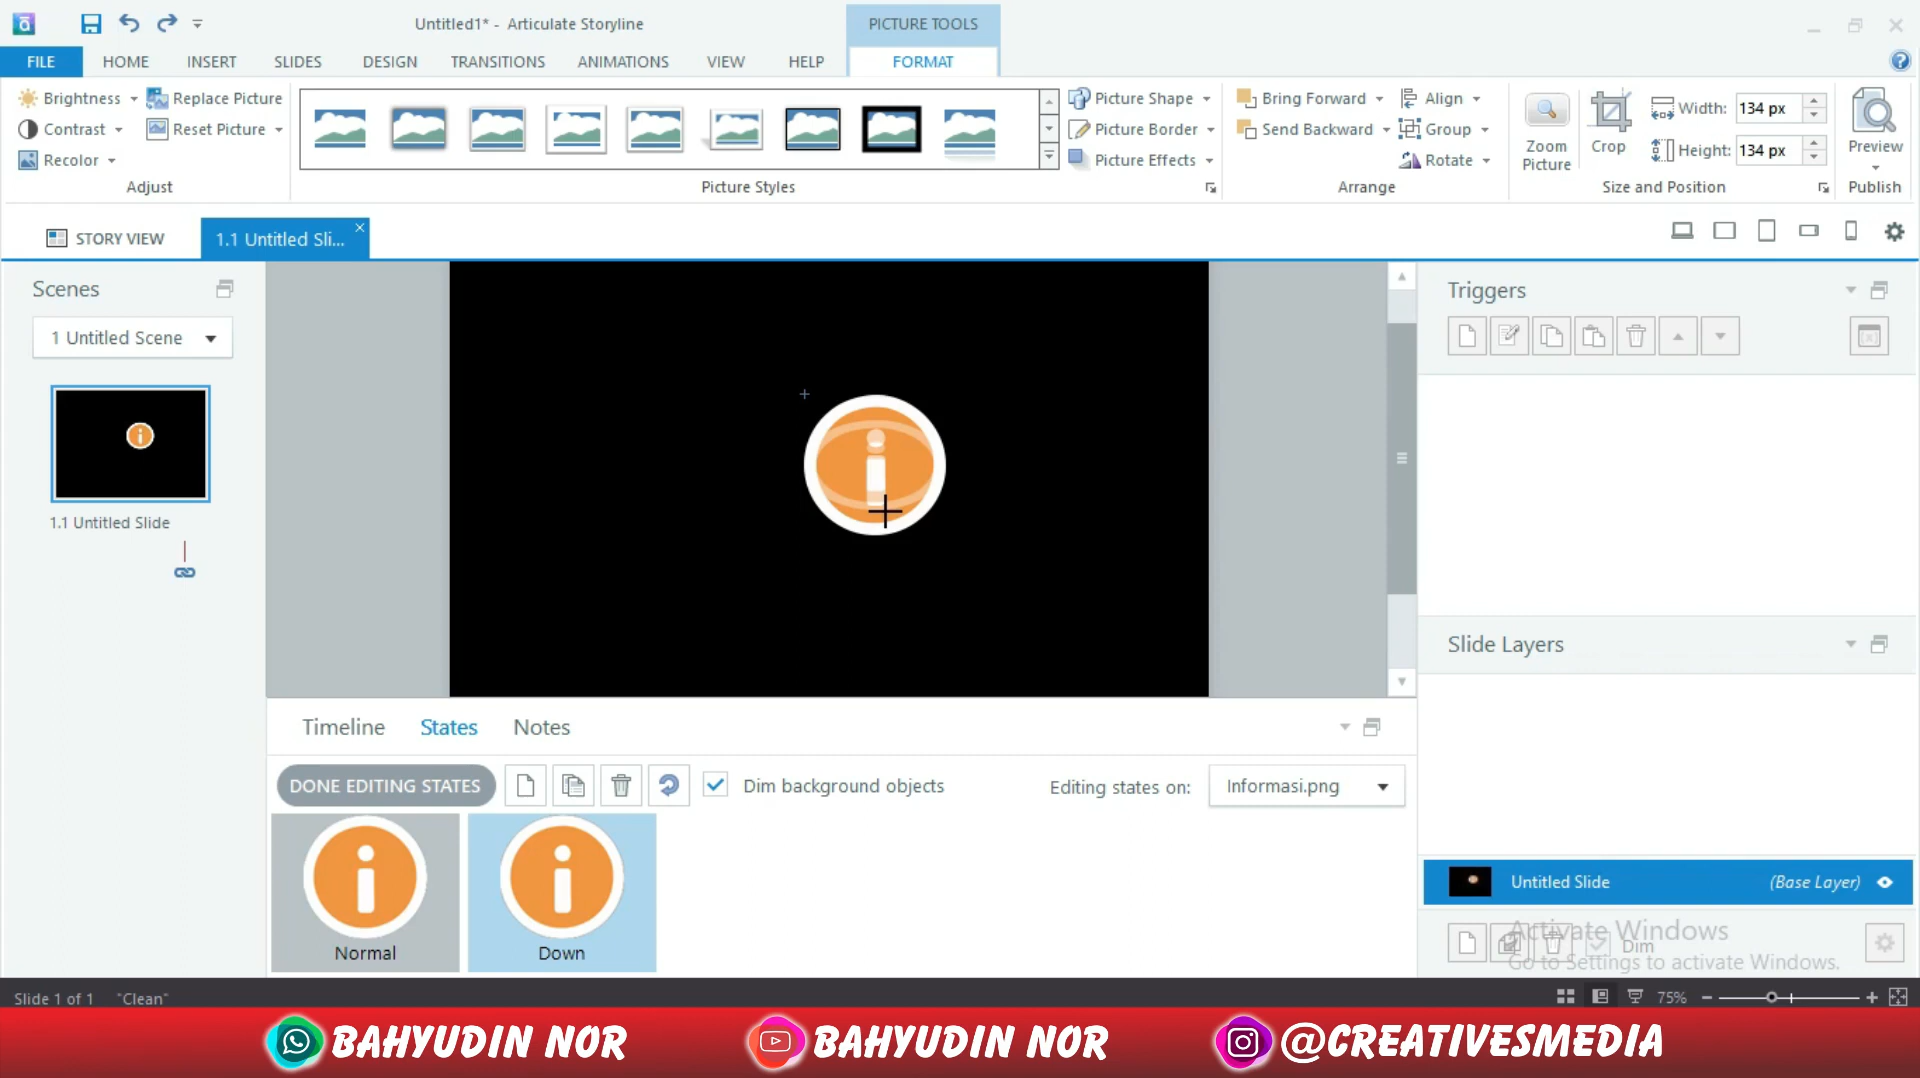 Untitled1* - Articulate Storyline
PICTURE TOOLS
FILE HOME INSERT SLIDES DESIGN TRANSITIONS ANIMATIONS VIEW HELP FORMAT
Brightness
Replace Picture
Contrast
Reset Picture
Recolor
Adjust
Picture Styles
Picture Shape
Picture Border
Picture Effects
Bring Forward
Send Backward
Align
Group
Rotate
Arrange
Zoom Picture
Crop
Width: 134 px
Height: 134 px
Size and Position
Preview
Publish
STORY VIEW
1.1 Untitled Sli...
Scenes
1 Untitled Scene
1.1 Untitled Slide
Triggers
Slide Layers
Timeline States Notes
DONE EDITING STATES
Dim background objects
Editing states on: Informasi.png
Normal
Down
Untitled Slide (Base Layer)
Dim
Activate Windows
Go to Settings to activate Windows.
Slide 1 of 1 "Clean"
75%
BAHYUDIN NOR
BAHYUDIN NOR
@CREATIVESMEDIA